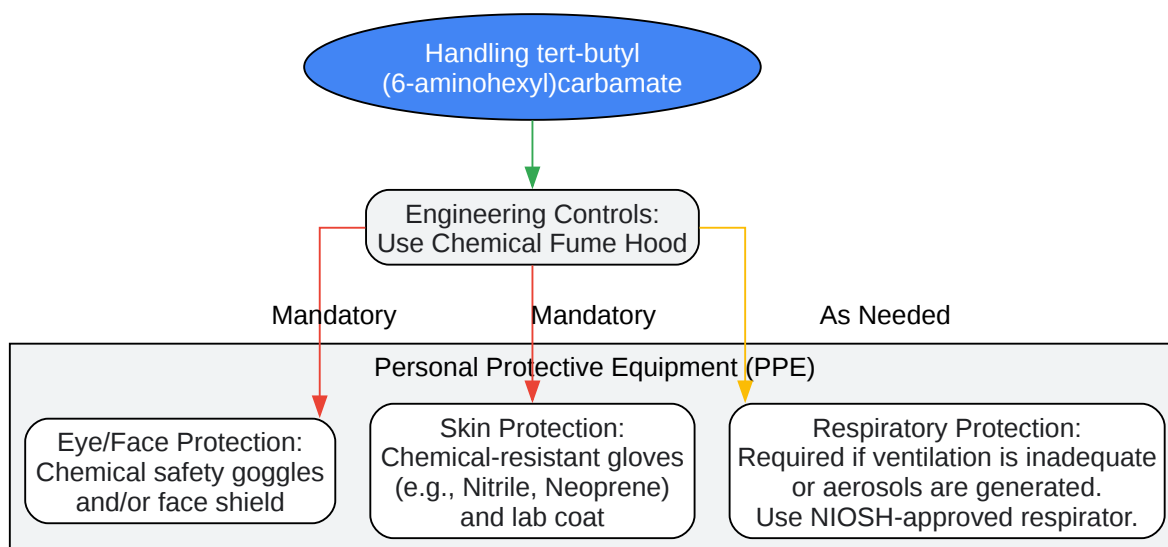 Handling tert-butyl
(6-aminohexyl)carbamate
Engineering Controls:
Use Chemical Fume Hood
Mandatory
Mandatory
As Needed
Personal Protective Equipment (PPE)
Eye/Face Protection:
Chemical safety goggles
and/or face shield
Skin Protection:
Chemical-resistant gloves
(e.g., Nitrile, Neoprene)
and lab coat
Respiratory Protection:
Required if ventilation is inadequate
or aerosols are generated.
Use NIOSH-approved respirator.